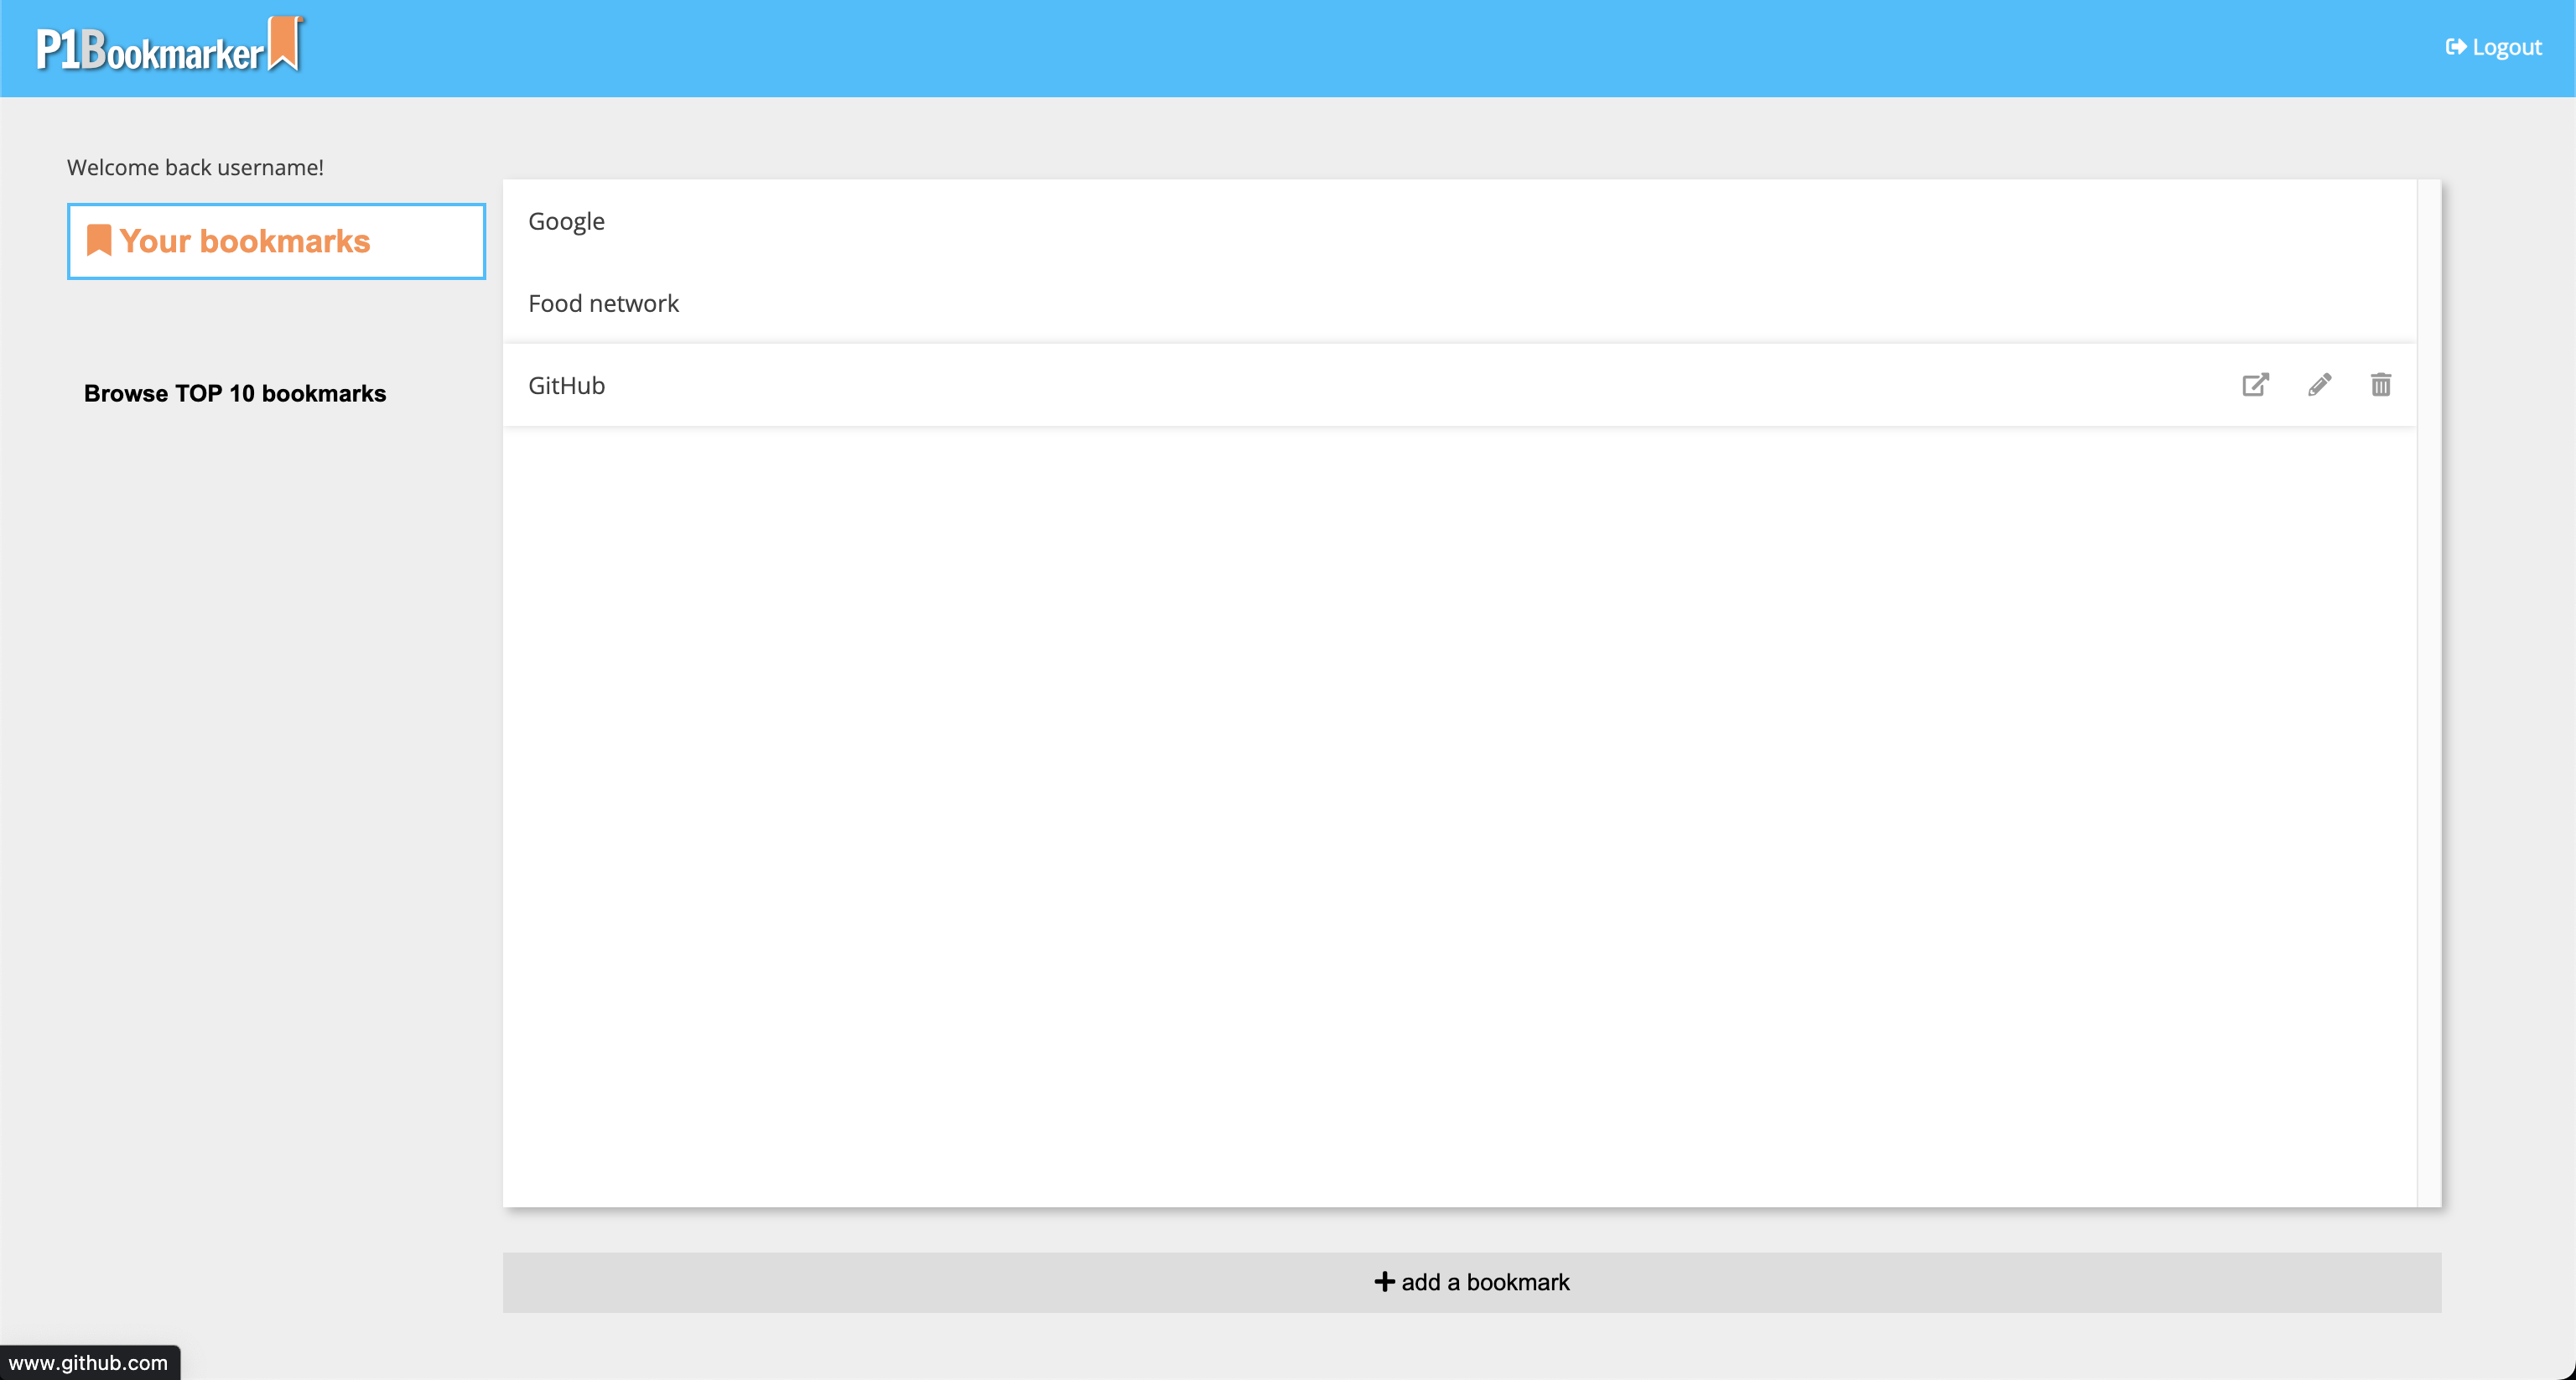 P1Bookmarker
Logout
Welcome back username!
Your bookmarks
Browse TOP 10 bookmarks
Google
Food network
GitHub
add a bookmark
www.github.com